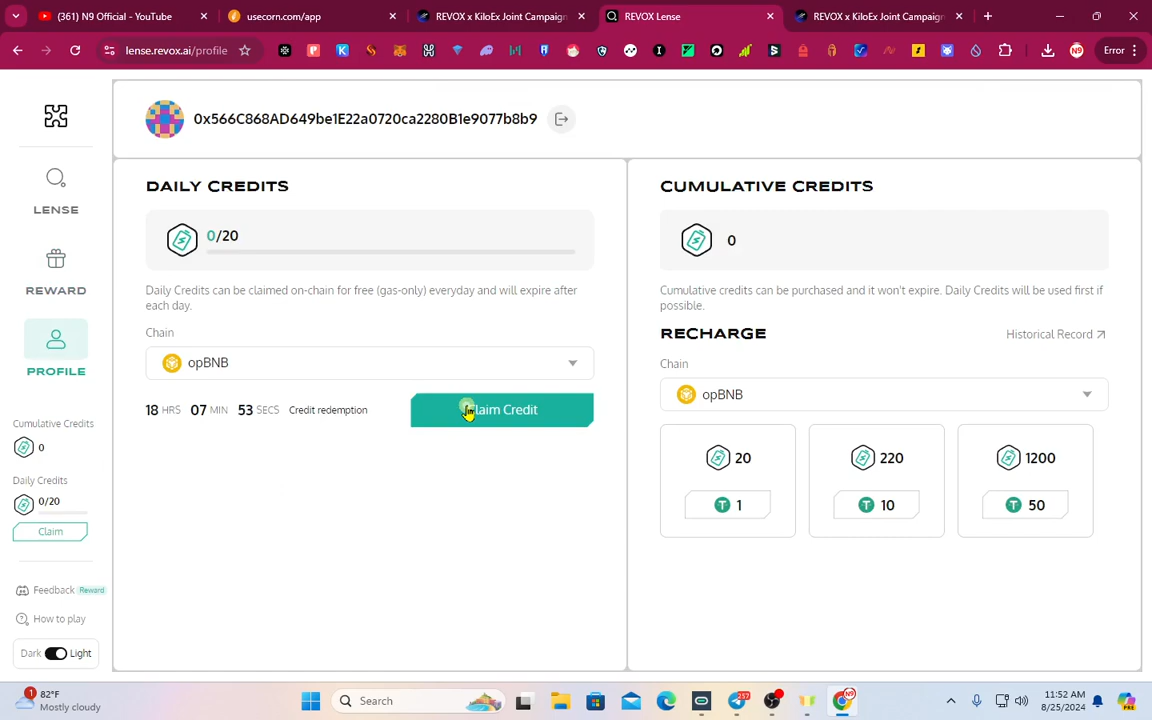 (361) N9 Official - YouTube
usecorn.com/app
REVOX x KiloEx Joint Campaign
REVOX Lense
REVOX x KiloEx Joint Campaign
lense.revox.ai/profile
N9
Error
0x566C868AD649be1E22a0720ca2280B1e9077b8b9
LENSE
REWARD
PROFILE
Cumulative Credits
0
Daily Credits
0/20
Claim
Feedback Reward
How to play
Dark Light
DAILY CREDITS
0/20
Daily Credits can be claimed on-chain for free (gas-only) everyday and will expire after
each day.
Chain
opBNB
18 HRS 07 MIN 53 SECS Credit redemption
laim Credit
CUMULATIVE CREDITS
0
Cumulative credits can be purchased and it won't expire. Daily Credits will be used first if
possible.
RECHARGE
Historical Record
Chain
opBNB
20
220
1200
1
10
50
1
82°F
Mostly cloudy
Search
257
N9
11:52 AM
8/25/2024
PRE